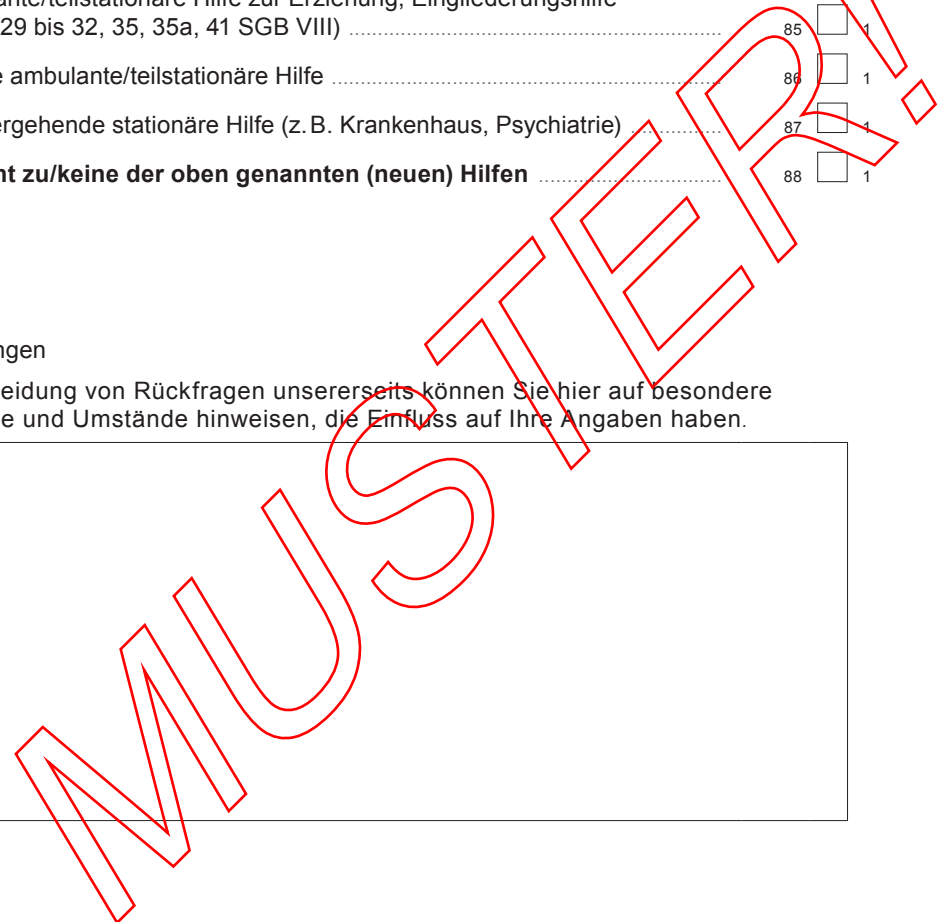 ante/teilstationäre Hilfe zur Erziehung, Eingliederungshilfe
29 bis 32, 35, 35a, 41 SGB VIII) 85 1
e ambulante/teilstationäre Hilfe 86 1
ergehende stationäre Hilfe (z. B. Krankenhaus, Psychiatrie) 87 1
nt zu/keine der oben genannten (neuen) Hilfen 88 1
ngen
eidung von Rückfragen unsererseits können Sie hier auf besondere
e und Umstände hinweisen, die Einfluss auf Ihre Angaben haben.
MUSTER!